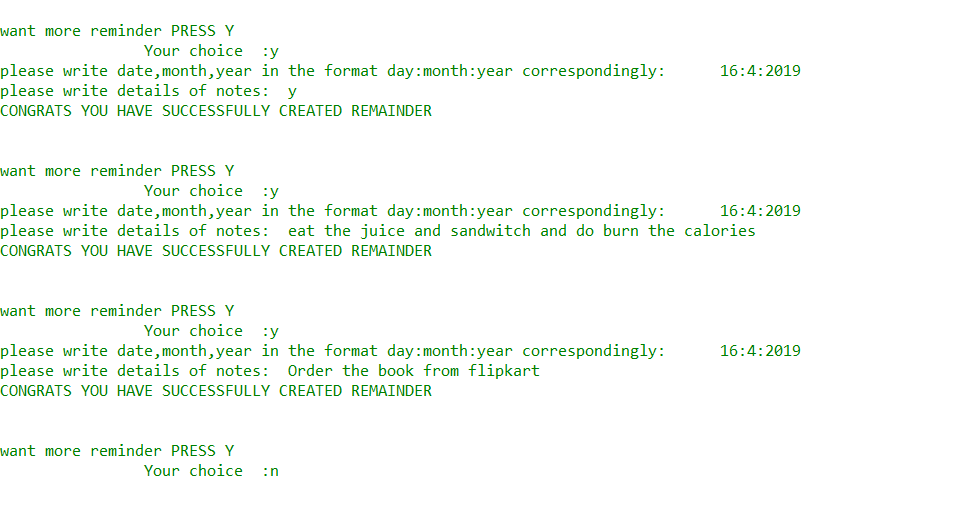 want more reminder PRESS Y
Your choice  :y
please write date,month,year in the format day:month:year correspondingly:      16:4:2019
please write details of notes:  y
CONGRATS YOU HAVE SUCCESSFULLY CREATED REMAINDER
want more reminder PRESS Y
Your choice  :y
please write date,month,year in the format day:month:year correspondingly:      16:4:2019
please write details of notes:  eat the juice and sandwitch and do burn the calories
CONGRATS YOU HAVE SUCCESSFULLY CREATED REMAINDER
want more reminder PRESS Y
Your choice  :y
please write date,month,year in the format day:month:year correspondingly:      16:4:2019
please write details of notes:  Order the book from flipkart
CONGRATS YOU HAVE SUCCESSFULLY CREATED REMAINDER
want more reminder PRESS Y
Your choice  :n